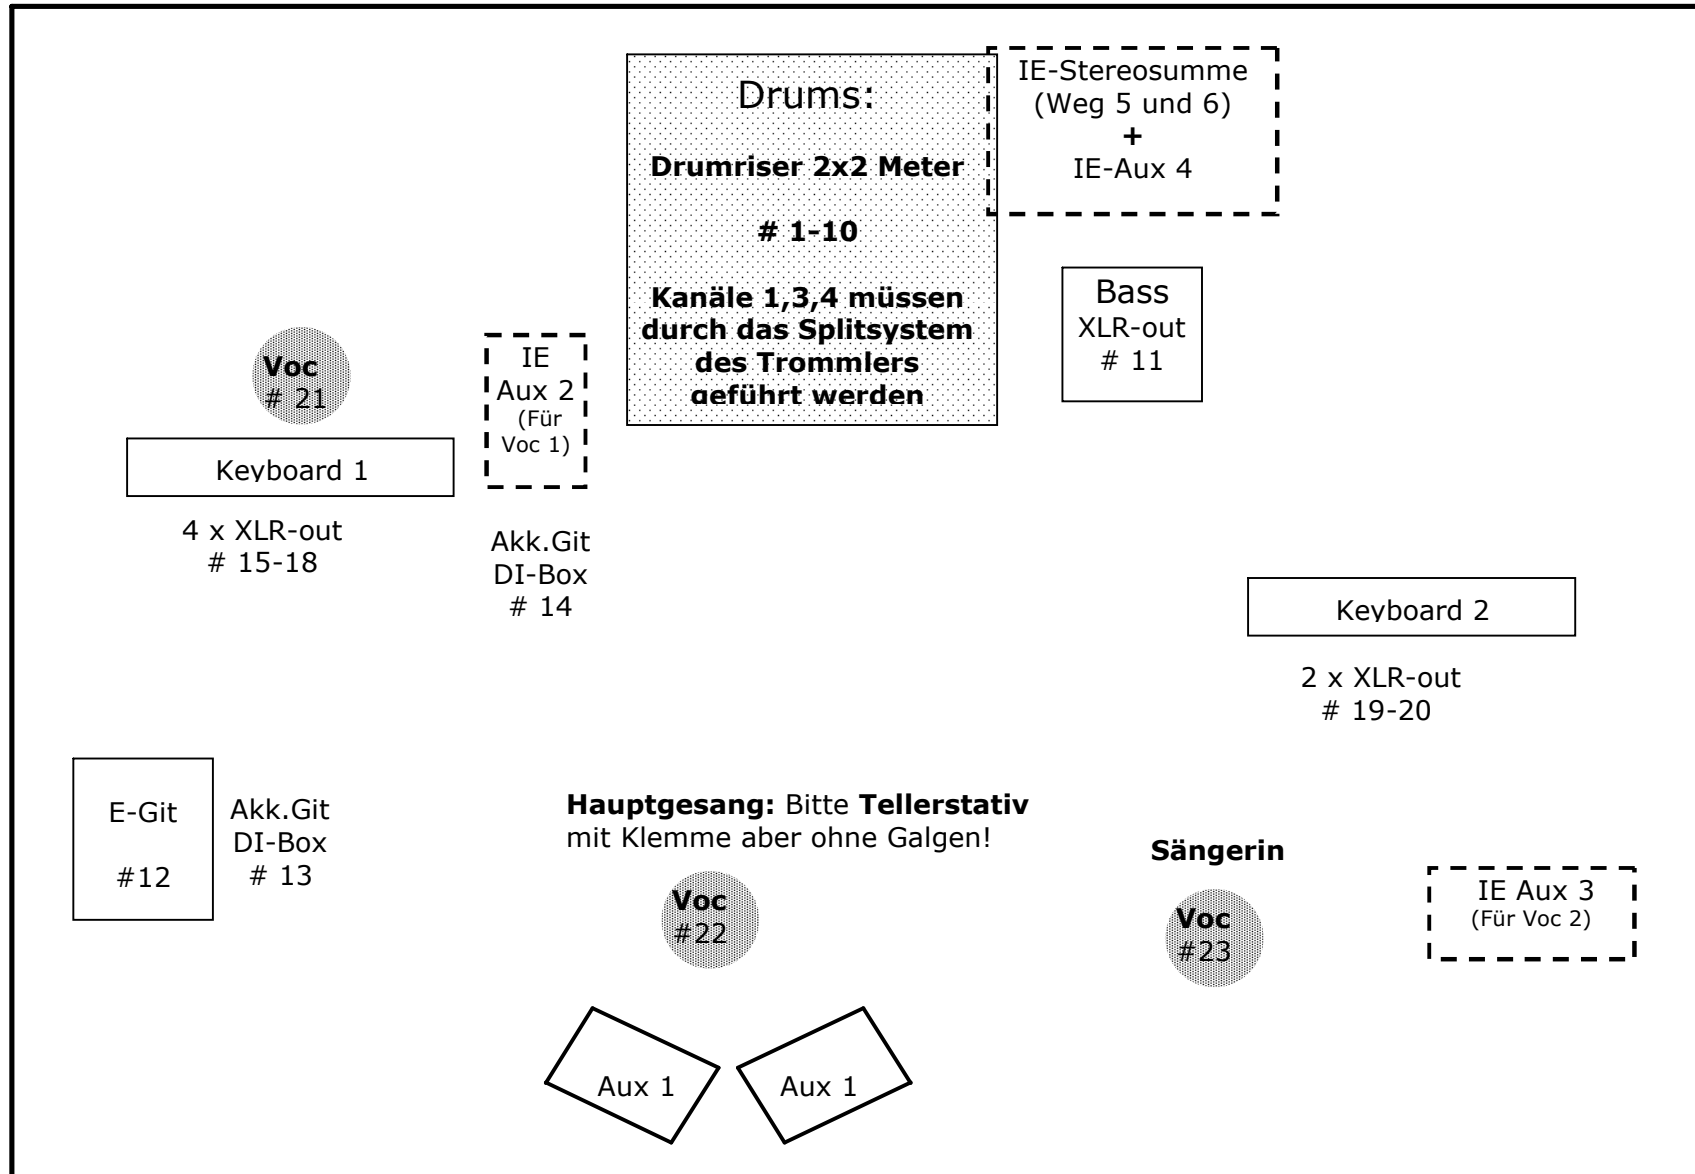 Drums:
Drumriser 2x2 Meter
# 1-10
Kanäle 1,3,4 müssen
durch das Splitsystem
des Trommlers
geführt werden
IE-Stereosumme
(Weg 5 und 6)
+
IE-Aux 4
Bass
XLR-out
# 11
Voc
# 21
IE
Aux 2
(Für
Voc 1)
Keyboard 1
4 x XLR-out
# 15-18
Akk.Git
DI-Box
# 14
Keyboard 2
2 x XLR-out
# 19-20
E-Git
#12
Akk.Git
DI-Box
# 13
Hauptgesang: Bitte Tellerstativ
mit Klemme aber ohne Galgen!
Voc
#22
Sängerin
Voc
#23
IE Aux 3
(Für Voc 2)
Aux 1
Aux 1